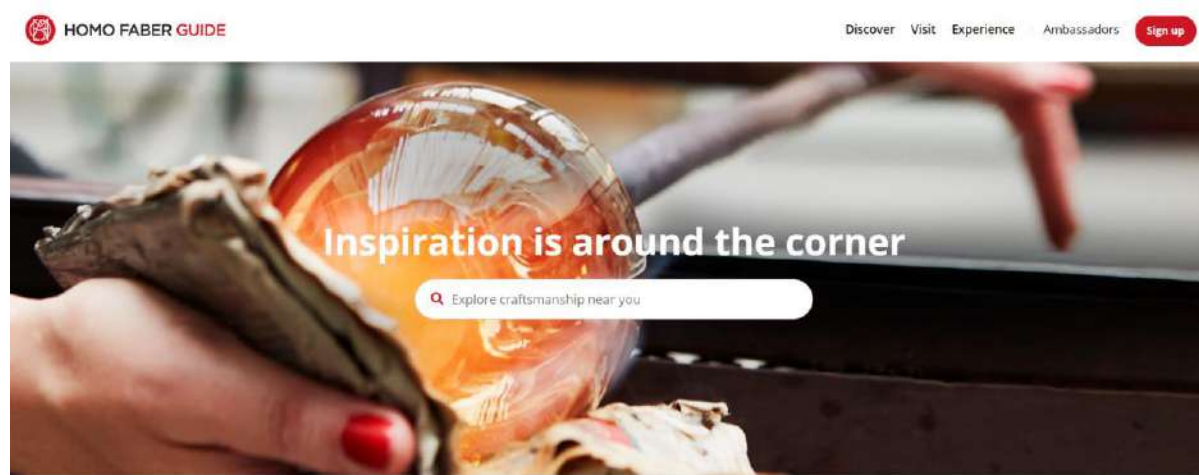 HOMO FABER GUIDE
Discover Visit Experience Ambassadors Sign up
Inspiration is around the corner
Explore craftsmanship near you